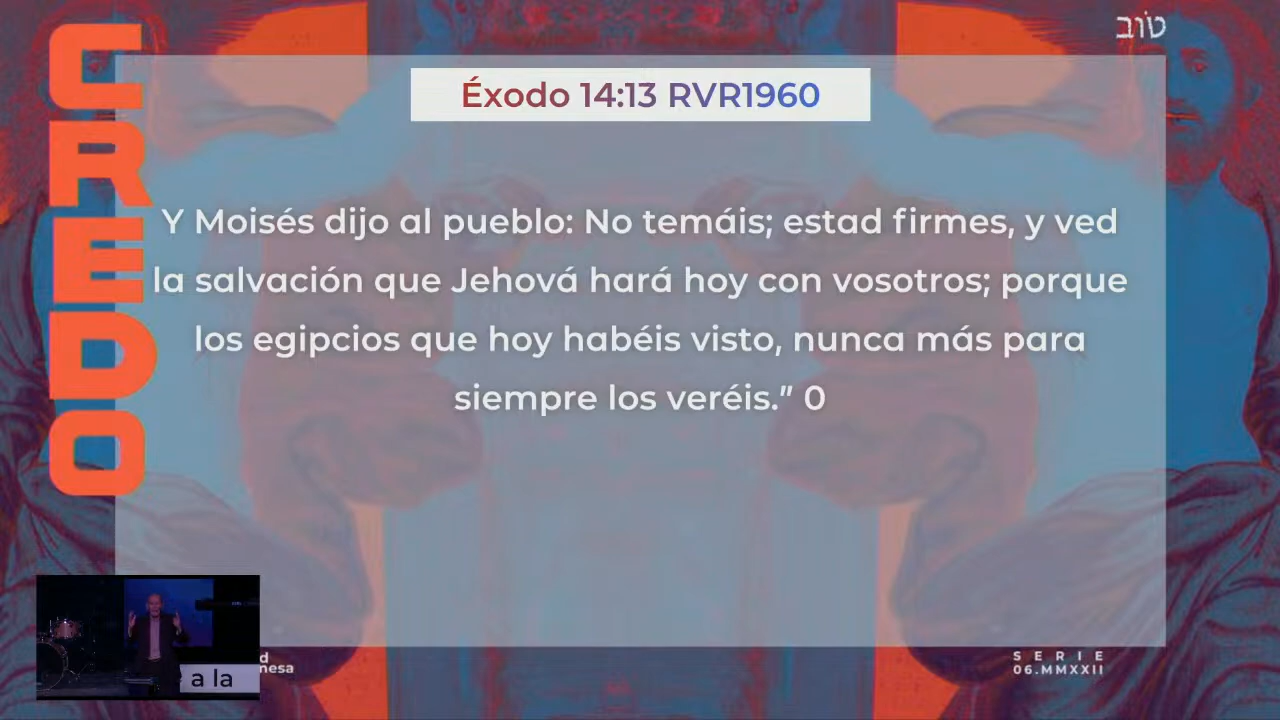 CREDO
טוֹב
Éxodo 14:13 RVR1960
Y Moisés dijo al pueblo: No temáis; estad firmes, y ved
la salvación que Jehová hará hoy con vosotros; porque
los egipcios que hoy habéis visto, nunca más para
siempre los veréis.” 0
a la
SERIE
06.MMXXII